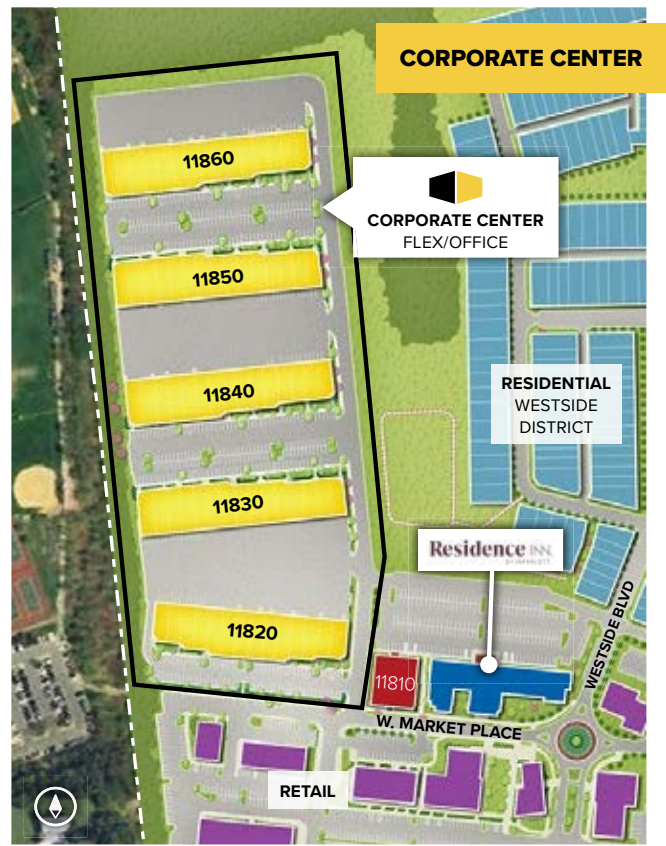 CORPORATE CENTER
11860
CORPORATE CENTER
FLEX/OFFICE
11850
11840
RESIDENTIAL
WESTSIDE
DISTRICT
11830
Residence INN
11820
WESTSIDE BLVD
11810
W. MARKET PLACE
RETAIL